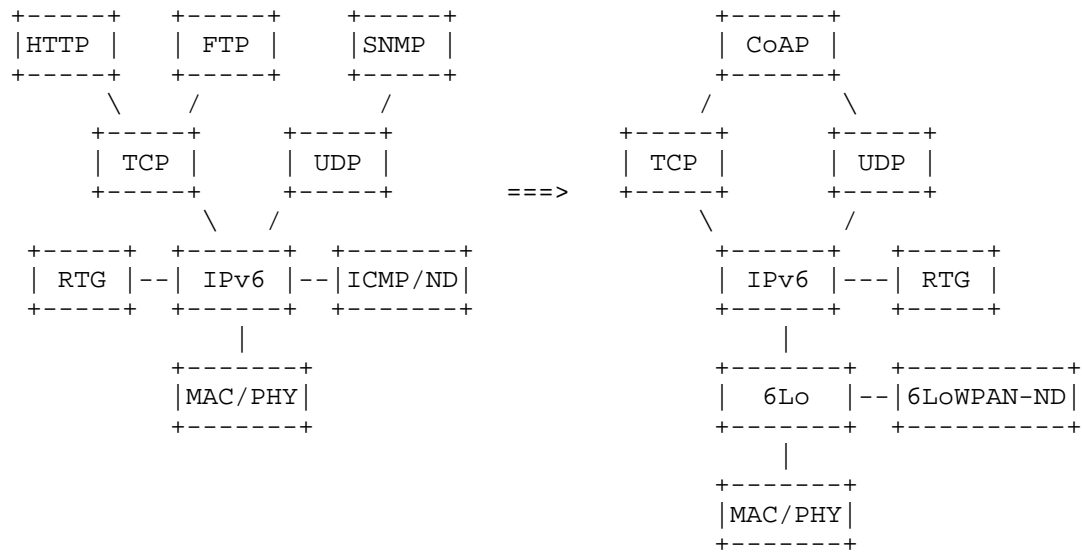 HTTP FTP SNMP CoAP
TCP UDP TCP UDP
===>
RTG -- IPv6 -- ICMP/ND IPv6 --- RTG
MAC/PHY 6Lo -- 6LoWPAN-ND
MAC/PHY